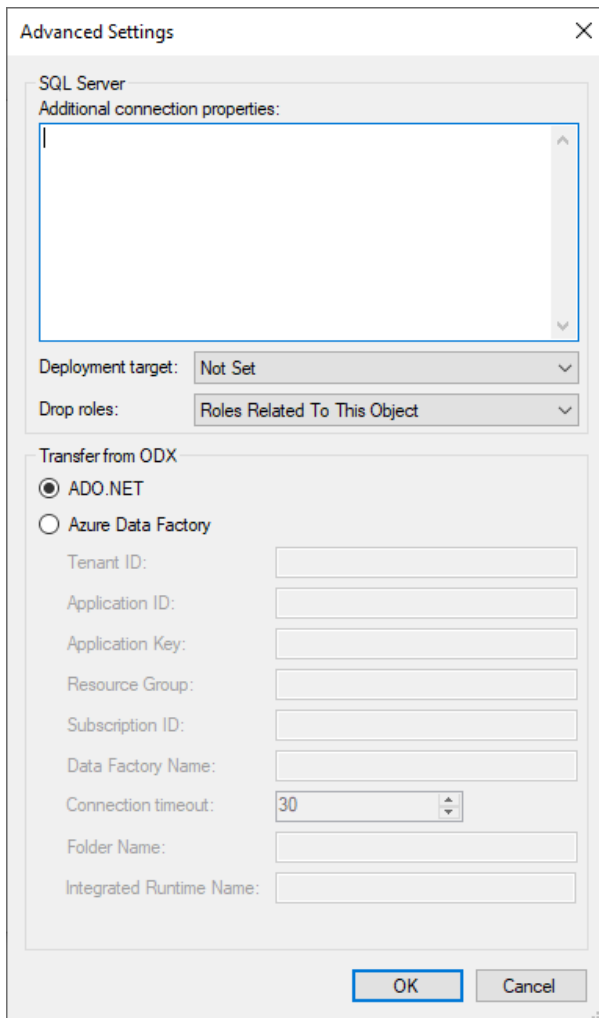 Advanced Settings
SQL Server
Additional connection properties:
Deployment target: Not Set
Drop roles: Roles Related To This Object
Transfer from ODX
ADO.NET
Azure Data Factory
Tenant ID:
Application ID:
Application Key:
Resource Group:
Subscription ID:
Data Factory Name:
Connection timeout: 30
Folder Name:
Integrated Runtime Name:
OK Cancel